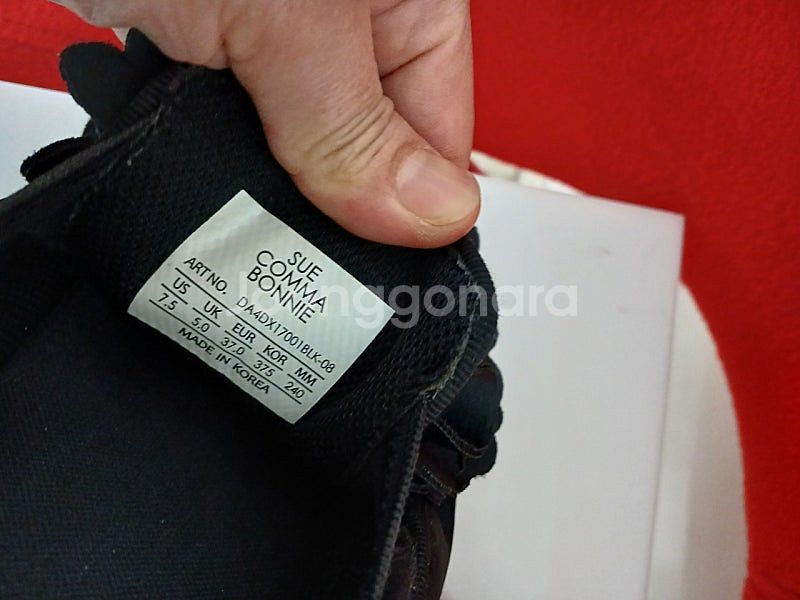 SUE
COMMA
BONNIE
ART NO. DA4DX17001BLK-08
US UK EUR KOR MM
7.5 5.0 37.0 375 240
MADE IN KOREA
Joonggonara